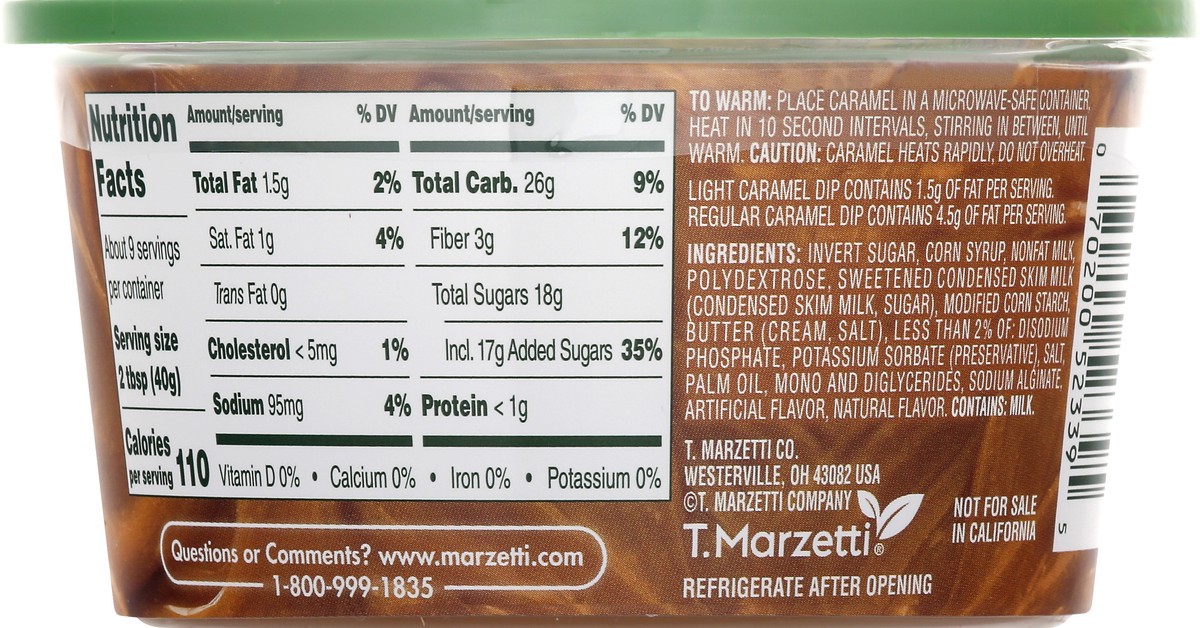 Nutrition
Facts
About 9 servings
per container
Serving size
2 tbsp (40g)
Calories
per serving 110
Amount/serving % DV
Total Fat 1.5g 2%
Sat. Fat 1g 4%
Trans Fat 0g
Cholesterol <5mg 1%
Sodium 95mg 4%
Amount/serving % DV
Total Carb. 26g 9%
Fiber 3g 12%
Total Sugars 18g
Incl. 17g Added Sugars 35%
Protein <1g
Vitamin D 0% • Calcium 0% • Iron 0% • Potassium 0%
Questions or Comments? www.marzetti.com
1-800-999-1835
TO WARM: PLACE CARAMEL IN A MICROWAVE-SAFE CONTAINER.
HEAT IN 10 SECOND INTERVALS, STIRRING IN BETWEEN, UNTIL
WARM. CAUTION: CARAMEL HEATS RAPIDLY, DO NOT OVERHEAT.
LIGHT CARAMEL DIP CONTAINS 1.5g OF FAT PER SERVING.
REGULAR CARAMEL DIP CONTAINS 4.5g OF FAT PER SERVING.
INGREDIENTS: INVERT SUGAR, CORN SYRUP, NONFAT MILK,
POLYDEXTROSE, SWEETENED CONDENSED SKIM MILK
(CONDENSED SKIM MILK, SUGAR), MODIFIED CORN STARCH,
BUTTER (CREAM, SALT), LESS THAN 2% OF: DISODIUM
PHOSPHATE, POTASSIUM SORBATE (PRESERVATIVE), SALT,
PALM OIL, MONO AND DIGLYCERIDES, SODIUM ALGINATE,
ARTIFICIAL FLAVOR, NATURAL FLAVOR. CONTAINS: MILK.
T. MARZETTI CO.
WESTERVILLE, OH 43082 USA
©T. MARZETTI COMPANY
T.Marzetti®
REFRIGERATE AFTER OPENING
NOT FOR SALE
IN CALIFORNIA
0 70200 52339 5